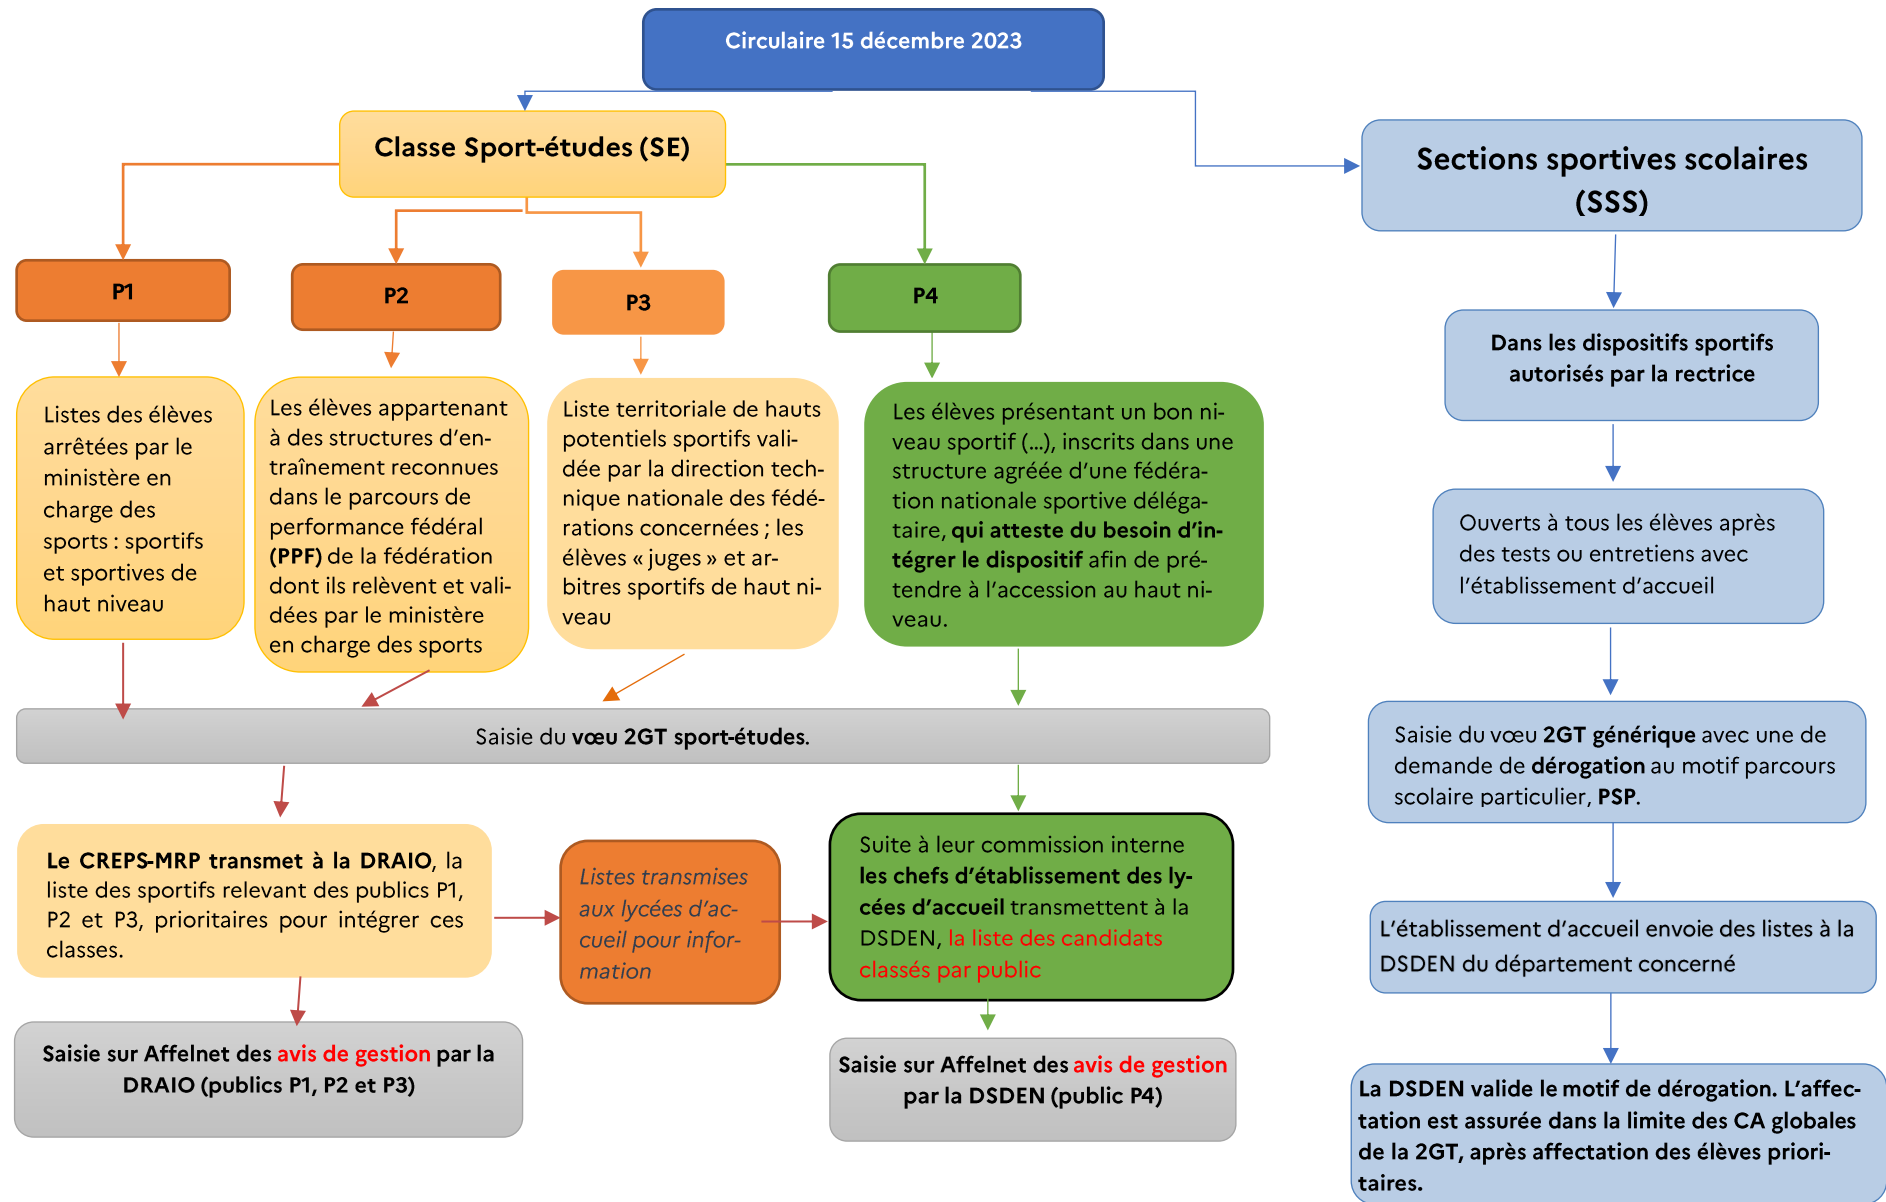 Circulaire 15 décembre 2023
Classe Sport-études (SE)
Sections sportives scolaires
(SSS)
P1
P2
P3
P4
Listes des élèves
arrêtées par le
ministère en
charge des
sports : sportifs
et sportives de
haut niveau
Les élèves appartenant
à des structures d’en-
traînement reconnues
dans le parcours de
performance fédéral
(PPF) de la fédération
dont ils relèvent et vali-
dées par le ministère
en charge des sports
Liste territoriale de hauts
potentiels sportifs vali-
dée par la direction tech-
nique nationale des fédé-
rations concernées ; les
élèves « juges » et ar-
bitres sportifs de haut ni-
veau
Les élèves présentant un bon ni-
veau sportif (…), inscrits dans une
structure agréée d’une fédéra-
tion nationale sportive déléga-
taire, qui atteste du besoin d’in-
tégrer le dispositif afin de pré-
tendre à l’accession au haut ni-
veau.
Dans les dispositifs sportifs
autorisés par la rectrice
Ouverts à tous les élèves après
des tests ou entretiens avec
l’établissement d’accueil
Saisie du vœu 2GT sport-études.
Saisie du vœu 2GT générique avec une de
demande de dérogation au motif parcours
scolaire particulier, PSP.
Le CREPS-MRP transmet à la DRAIO, la
liste des sportifs relevant des publics P1,
P2 et P3, prioritaires pour intégrer ces
classes.
Listes transmises
aux lycées d’ac-
cueil pour infor-
mation
Suite à leur commission interne
les chefs d’établissement des ly-
cées d’accueil transmettent à la
DSDEN, la liste des candidats
classés par public
L’établissement d’accueil envoie des listes à la
DSDEN du département concerné
Saisie sur Affelnet des avis de gestion par la
DRAIO (publics P1, P2 et P3)
Saisie sur Affelnet des avis de gestion
par la DSDEN (public P4)
La DSDEN valide le motif de dérogation. L’affec-
tation est assurée dans la limite des CA globales
de la 2GT, après affectation des élèves priori-
taires.